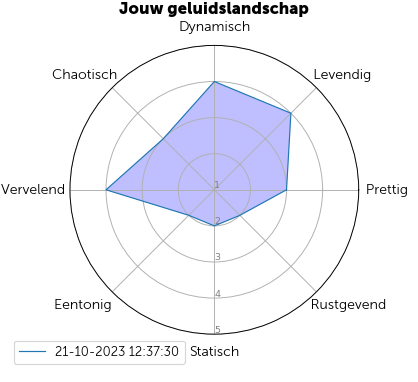 Jouw geluidslandschap
Dynamisch
Chaotisch
Levendig
Vervelend
1
Prettig
2
3
4
Eentonig
Rustgevend
5
21-10-2023 12:37:30
Statisch